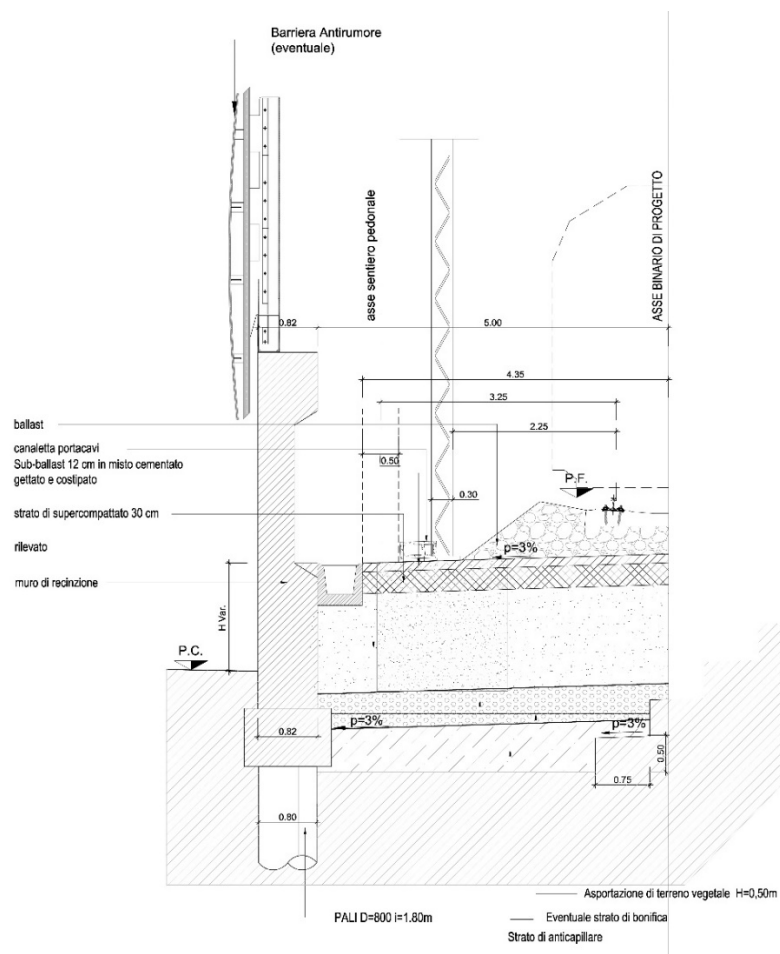 Barriera Antirumore
(eventuale)
asse sentiero pedonale
ASSE BINARIO DI PROGETTO
0.82
5.00
4.35
3.25
2.25
ballast
canaletta portacavi
Sub-ballast 12 cm in misto cementato
gettato e costipato
0.50
0.30
P.F.
strato di supercompattato 30 cm
rilevato
p=3%
muro di recinzione
H Var.
P.C.
0.82
p=3%
p=3%
0.50
0.75
0.80
PALI D=800 i=1.80m
Asportazione di terreno vegetale H=0,50m
Eventuale strato di bonifica
Strato di anticapillare